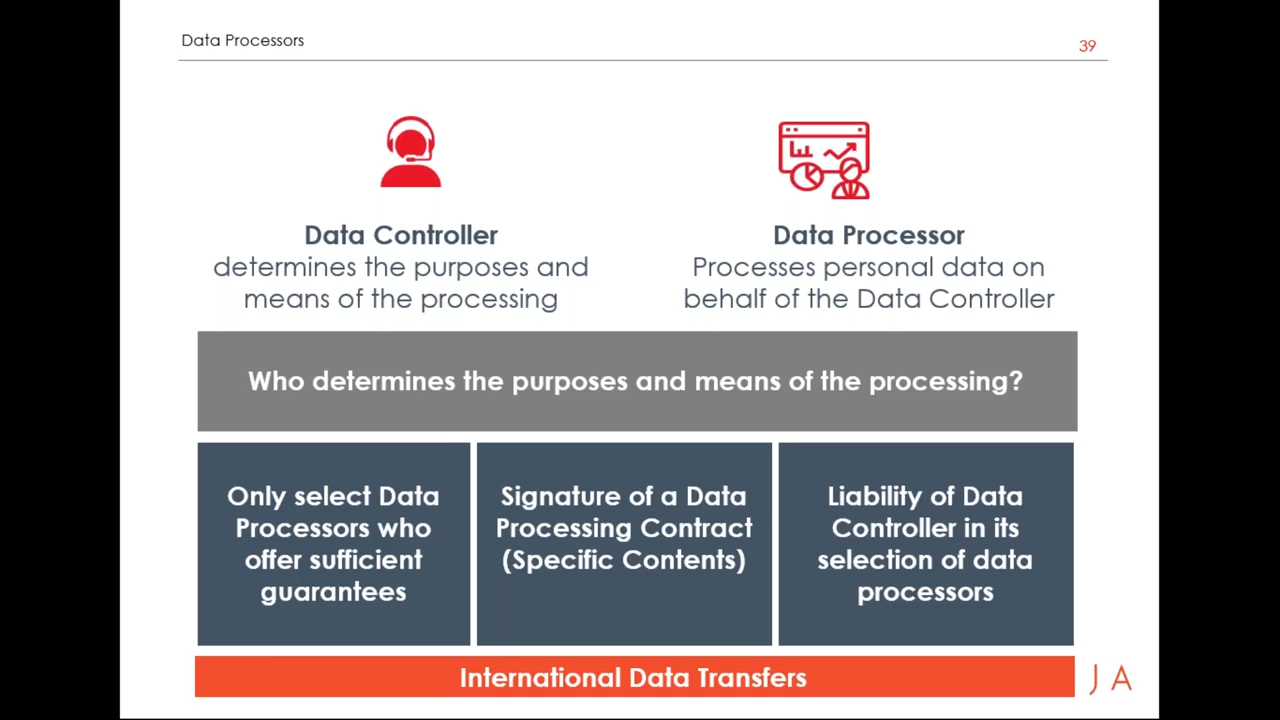 Data Processors
39
Data Controller
determines the purposes and
means of the processing
Data Processor
Processes personal data on
behalf of the Data Controller
Who determines the purposes and means of the processing?
Only select Data
Processors who
offer sufficient
guarantees
Signature of a Data
Processing Contract
(Specific Contents)
Liability of Data
Controller in its
selection of data
processors
International Data Transfers
J A